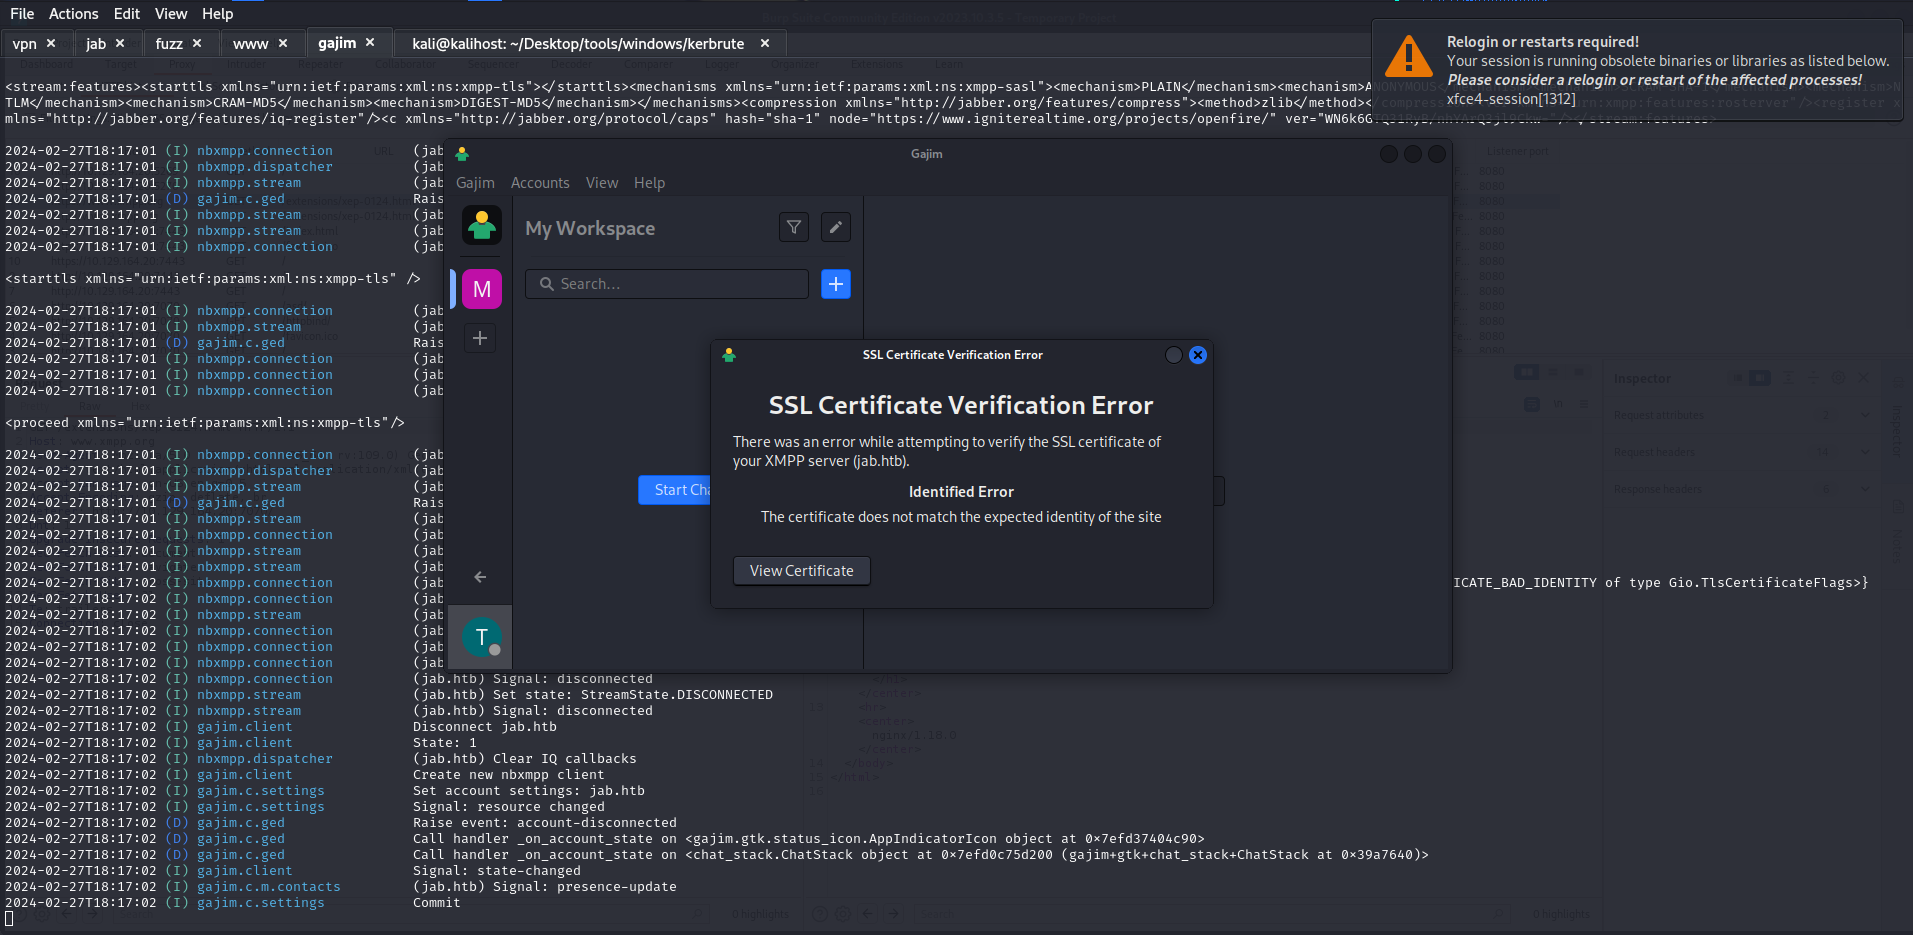 File Actions Edit View Help
vpn jab fuzz www gajim kali@kalihost: ~/Desktop/tools/windows/kerbrute
Relogin or restarts required!
Your session is running obsolete binaries or libraries as listed below.
Please consider a relogin or restart of the affected processes!
xfce4-session[1312]
<stream:features><starttls xmlns="urn:ietf:params:xml:ns:xmpp-tls"></starttls><mechanisms xmlns="urn:ietf:params:xml:ns:xmpp-sasl"><mechanism>PLAIN</mechanism><mechanism>
TLM</mechanism><mechanism>CRAM-MD5</mechanism><mechanism>DIGEST-MD5</mechanism></mechanisms><compression xmlns="http://jabber.org/features/compress"><method>zlib</method>
mlns="http://jabber.org/features/iq-register"/><c xmlns="http://jabber.org/protocol/caps" hash="sha-1" node="https://www.igniterealtime.org/projects/openfire/"
2024-02-27T18:17:01 (I) nbxmpp.connection (jab
2024-02-27T18:17:01 (I) nbxmpp.dispatcher (jab
2024-02-27T18:17:01 (I) nbxmpp.stream (jab
2024-02-27T18:17:01 (D) gajim.c.ged Rais
2024-02-27T18:17:01 (I) nbxmpp.stream (jab
2024-02-27T18:17:01 (I) nbxmpp.stream (jab
2024-02-27T18:17:01 (I) nbxmpp.connection (jab
<starttls xmlns="urn:ietf:params:xml:ns:xmpp-tls" />
2024-02-27T18:17:01 (I) nbxmpp.connection (jab
2024-02-27T18:17:01 (I) nbxmpp.stream (jab
2024-02-27T18:17:01 (D) gajim.c.ged Rais
2024-02-27T18:17:01 (I) nbxmpp.connection (jab
2024-02-27T18:17:01 (I) nbxmpp.connection (jab
2024-02-27T18:17:01 (I) nbxmpp.connection (jab
<proceed xmlns="urn:ietf:params:xml:ns:xmpp-tls"/>
2024-02-27T18:17:01 (I) nbxmpp.connection (jab
2024-02-27T18:17:01 (I) nbxmpp.dispatcher (jab
2024-02-27T18:17:01 (I) nbxmpp.stream (jab
2024-02-27T18:17:01 (D) gajim.c.ged Rais
2024-02-27T18:17:01 (I) nbxmpp.stream (jab
2024-02-27T18:17:01 (I) nbxmpp.connection (jab
2024-02-27T18:17:01 (I) nbxmpp.stream (jab
2024-02-27T18:17:01 (I) nbxmpp.stream (jab
2024-02-27T18:17:02 (I) nbxmpp.connection (jab
ICATE_BAD_IDENTITY of type Gio.TlsCertificateFlags>}
2024-02-27T18:17:02 (I) nbxmpp.connection (jab
2024-02-27T18:17:02 (I) nbxmpp.stream (jab
2024-02-27T18:17:02 (I) nbxmpp.connection (jab
2024-02-27T18:17:02 (I) nbxmpp.connection (jab
2024-02-27T18:17:02 (I) nbxmpp.connection (jab
2024-02-27T18:17:02 (I) nbxmpp.connection (jab.htb) Signal: disconnected
2024-02-27T18:17:02 (I) nbxmpp.stream (jab.htb) Set state: StreamState.DISCONNECTED
2024-02-27T18:17:02 (I) nbxmpp.stream (jab.htb) Signal: disconnected
2024-02-27T18:17:02 (I) gajim.client Disconnect jab.htb
2024-02-27T18:17:02 (I) gajim.client State: 1
2024-02-27T18:17:02 (I) nbxmpp.dispatcher (jab.htb) Clear IQ callbacks
2024-02-27T18:17:02 (I) gajim.client Create new nbxmpp client
2024-02-27T18:17:02 (I) gajim.c.settings Set account settings: jab.htb
2024-02-27T18:17:02 (I) gajim.c.settings Signal: resource changed
2024-02-27T18:17:02 (D) gajim.c.ged Raise event: account-disconnected
2024-02-27T18:17:02 (D) gajim.c.ged Call handler _on_account_state on <gajim.gtk.status_icon.AppIndicatorIcon object at 0×7efd37404c90>
2024-02-27T18:17:02 (D) gajim.c.ged Call handler _on_account_state on <chat_stack.ChatStack object at 0×7efd0c75d200 (gajim+gtk+chat_stack+ChatStack at 0×39a7640)>
2024-02-27T18:17:02 (I) gajim.client Signal: state-changed
2024-02-27T18:17:02 (I) gajim.c.m.contacts (jab.htb) Signal: presence-update
2024-02-27T18:17:02 (I) gajim.c.settings Commit
Gajim
Gajim Accounts View Help
My Workspace
M
Search...
Start Cha
T
SSL Certificate Verification Error
SSL Certificate Verification Error
There was an error while attempting to verify the SSL certificate of
your XMPP server (jab.htb).
Identified Error
The certificate does not match the expected identity of the site
View Certificate